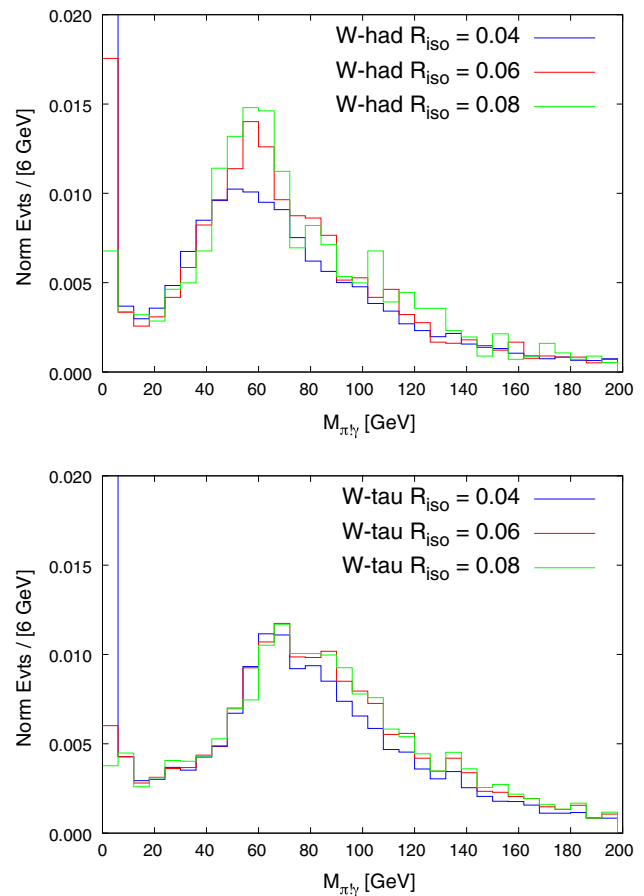 0.020
0.015
0.010
0.005
0.000
Norm Evts / [6 GeV]
W-had R_iso = 0.04
W-had R_iso = 0.06
W-had R_iso = 0.08
0 20 40 60 80 100 120 140 160 180 200
M_π!γ [GeV]
0.020
0.015
0.010
0.005
0.000
Norm Evts / [6 GeV]
W-tau R_iso = 0.04
W-tau R_iso = 0.06
W-tau R_iso = 0.08
0 20 40 60 80 100 120 140 160 180 200
M_π!γ [GeV]